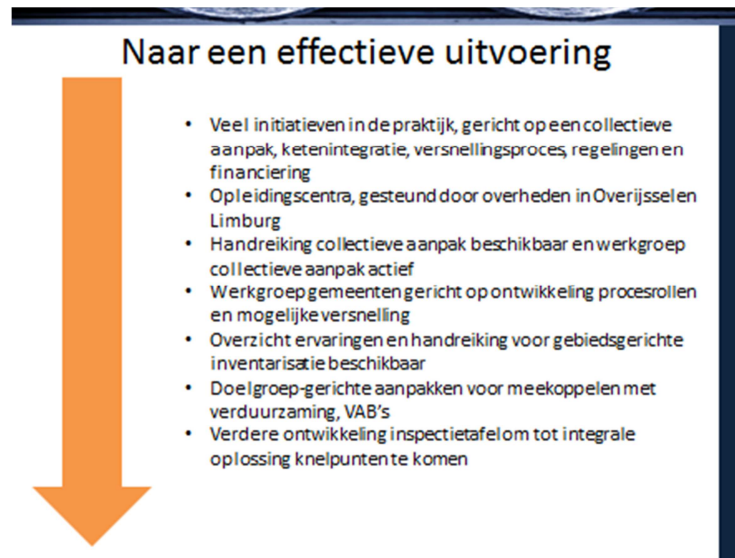 Naar een effectieve uitvoering
• Veel initiatieven in de praktijk, gericht op een collectieve
aanpak, ketenintegratie, versnellingsproces, regelingen en
financiering
• Opleidingscentra, gesteund door overheden in Overijssel en
Limburg
• Handreiking collectieve aanpak beschikbaar en werkgroep
collectieve aanpak actief
• Werkgroep gemeenten gericht op ontwikkeling procesrollen
en mogelijke versnelling
• Overzicht ervaringen en handreiking voor gebiedsgerichte
inventarisatie beschikbaar
• Doelgroep-gerichte aanpakken voor meekoppelen met
verduurzaming, VAB's
• Verdere ontwikkeling inspectietafel om tot integrale
oplossing knelpunten te komen